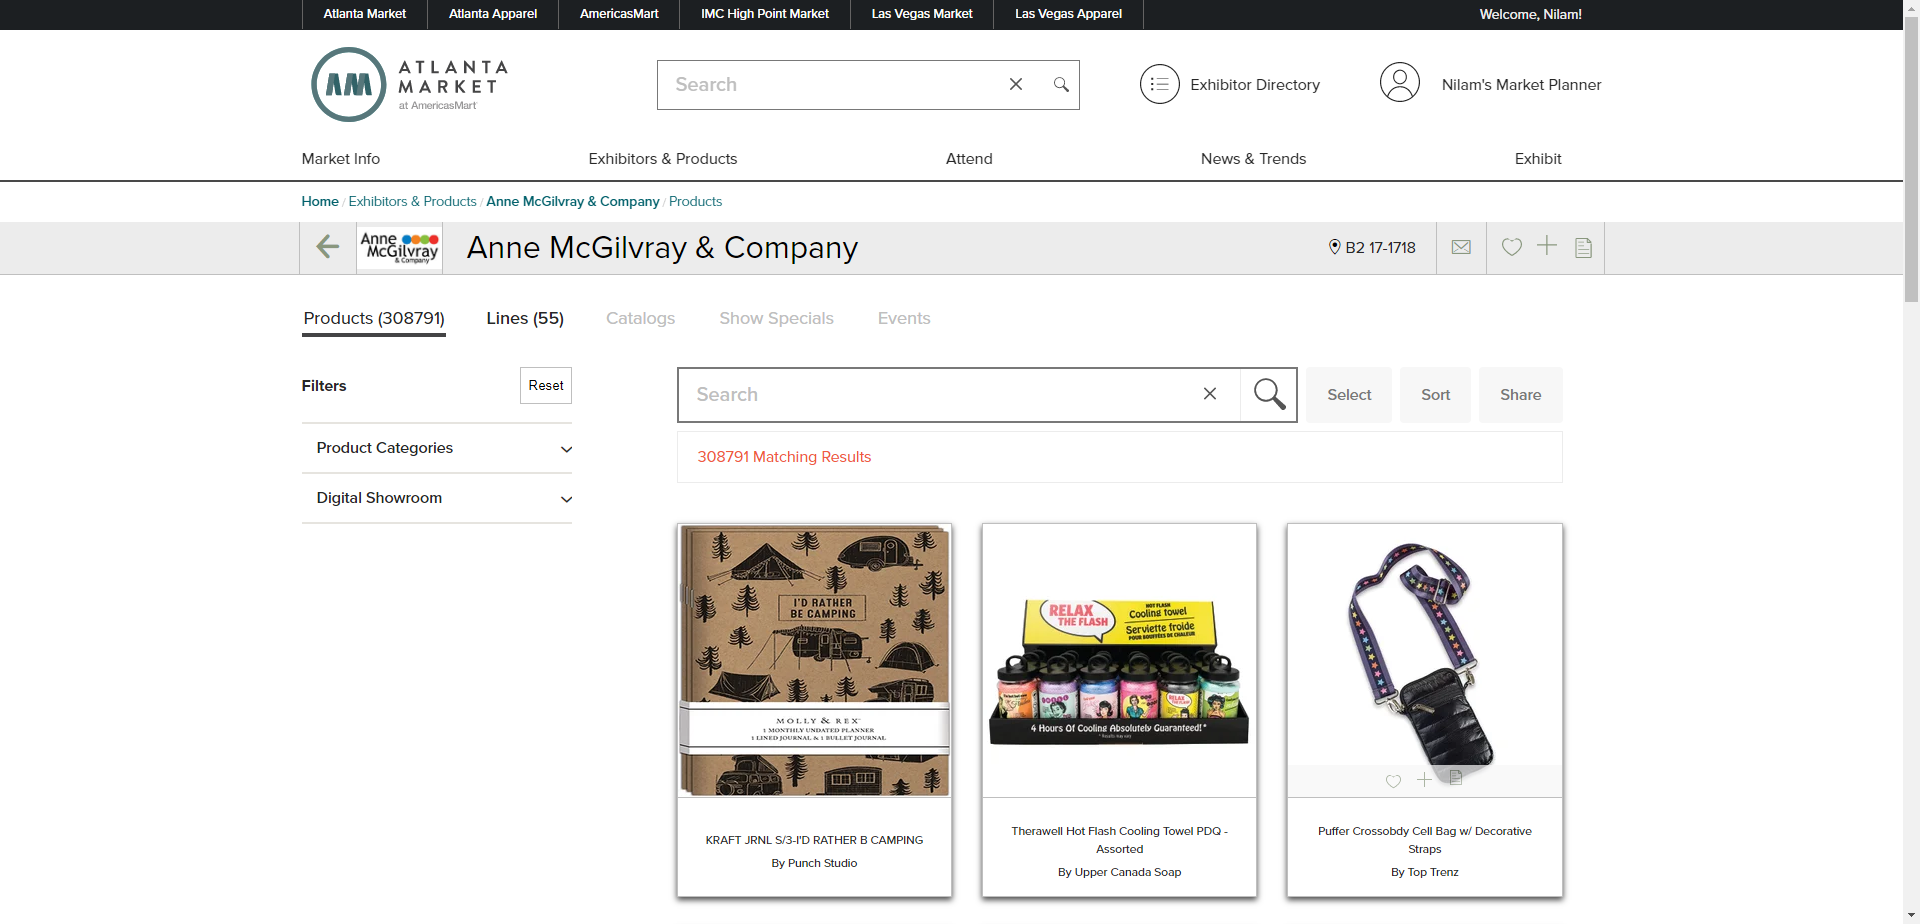 Atlanta Market
Atlanta Apparel
AmericasMart
IMC High Point Market
Las Vegas Market
Las Vegas Apparel
Welcome, Nilam!
AM
ATLANTA
MARKET
at AmericasMart
Search
Exhibitor Directory
Nilam's Market Planner
Market Info
Exhibitors & Products
Attend
News & Trends
Exhibit
Home / Exhibitors & Products / Anne McGilvray & Company / Products
Anne
McGilvray
& Company
Anne McGilvray & Company
B2 17-1718
Products (308791)
Lines (55)
Catalogs
Show Specials
Events
Filters
Reset
Product Categories
Digital Showroom
Search
Select
Sort
Share
308791 Matching Results
I'D RATHER
BE CAMPING
MOLLY & REX
1 MONTHLY UNDATED PLANNER
1 LINED JOURNAL & 1 BULLET JOURNAL
KRAFT JRNL S/3-I'D RATHER B CAMPING
By Punch Studio
RELAX
THE FLASH
HOT FLASH
Cooling towel
Serviette froide
POUR BOUFFÉES DE CHALEUR
4 Hours Of Cooling Absolutely Guaranteed!*
Therawell Hot Flash Cooling Towel PDQ -
Assorted
By Upper Canada Soap
Puffer Crossobdy Cell Bag w/ Decorative
Straps
By Top Trenz